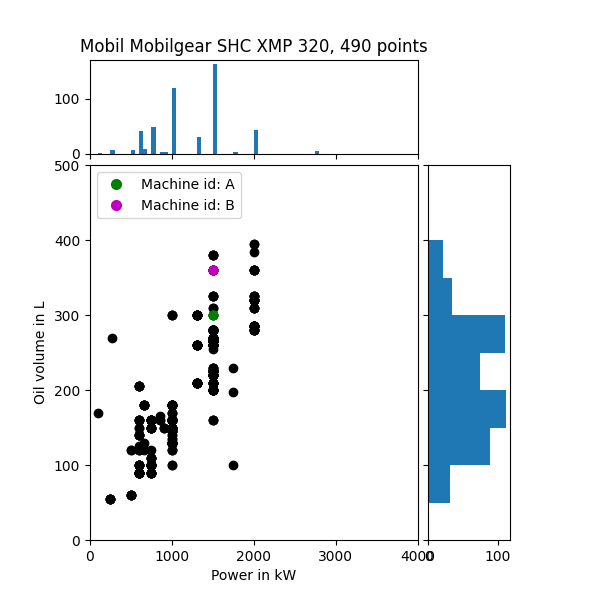 Mobil Mobilgear SHC XMP 320, 490 points
100
0
500
400
300
200
100
0
Oil volume in L
Machine id: A
Machine id: B
0 1000 2000 3000 4000
0 100
Power in kW